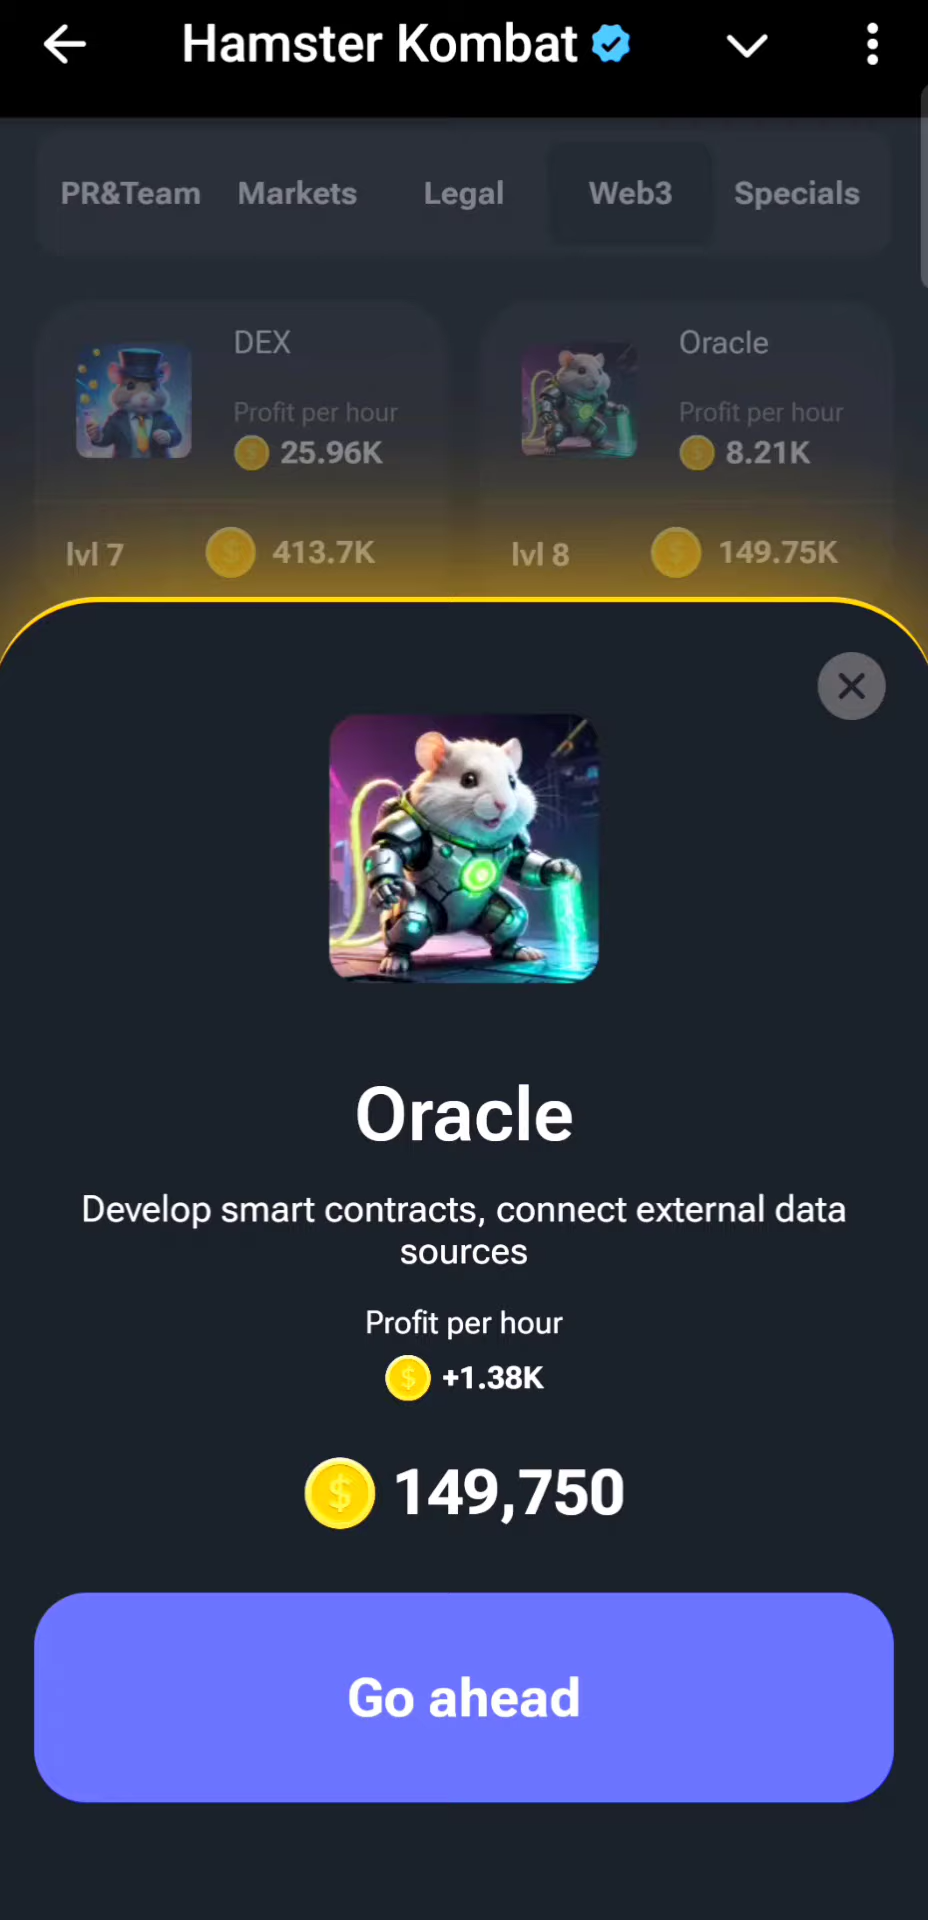 Hamster Kombat
PR&Team Markets Legal Web3 Specials
DEX
Profit per hour
25.96K
lvl 7 413.7K
Oracle
Profit per hour
8.21K
lvl 8 149.75K
Oracle
Develop smart contracts, connect external data
sources
Profit per hour
+1.38K
149,750
Go ahead